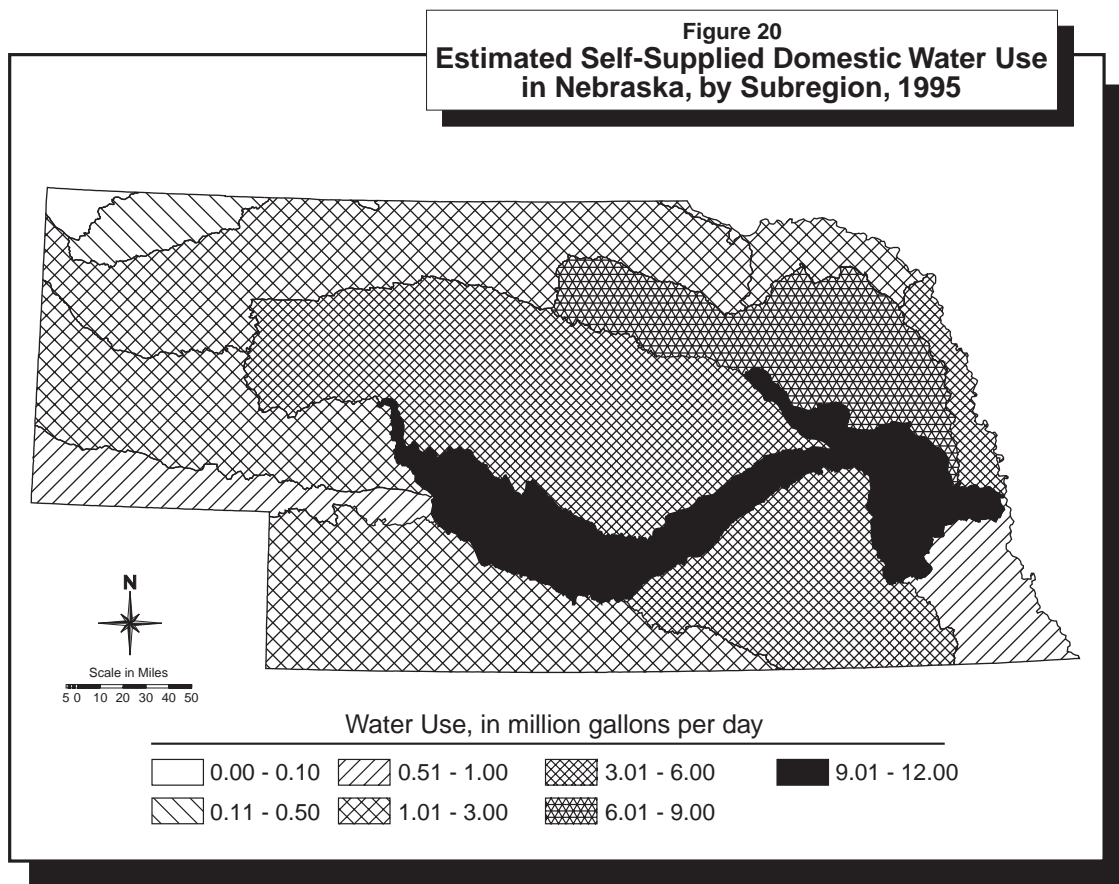 Figure 20
Estimated Self-Supplied Domestic Water Use
in Nebraska, by Subregion, 1995
N
Scale in Miles
5 0 10 20 30 40 50
Water Use, in million gallons per day
0.00 - 0.10 0.51 - 1.00 3.01 - 6.00 9.01 - 12.00
0.11 - 0.50 1.01 - 3.00 6.01 - 9.00